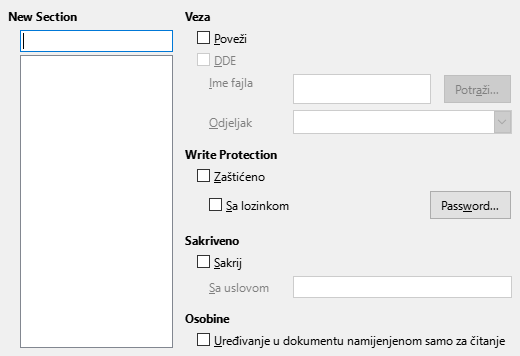 New Section
Veza
Poveži
DDE
Ime fajla
Potraži...
Odjeljak
Write Protection
Zaštićeno
Sa lozinkom
Password...
Sakriveno
Sakrij
Sa uslovom
Osobine
Uređivanje u dokumentu namijenjenom samo za čitanje